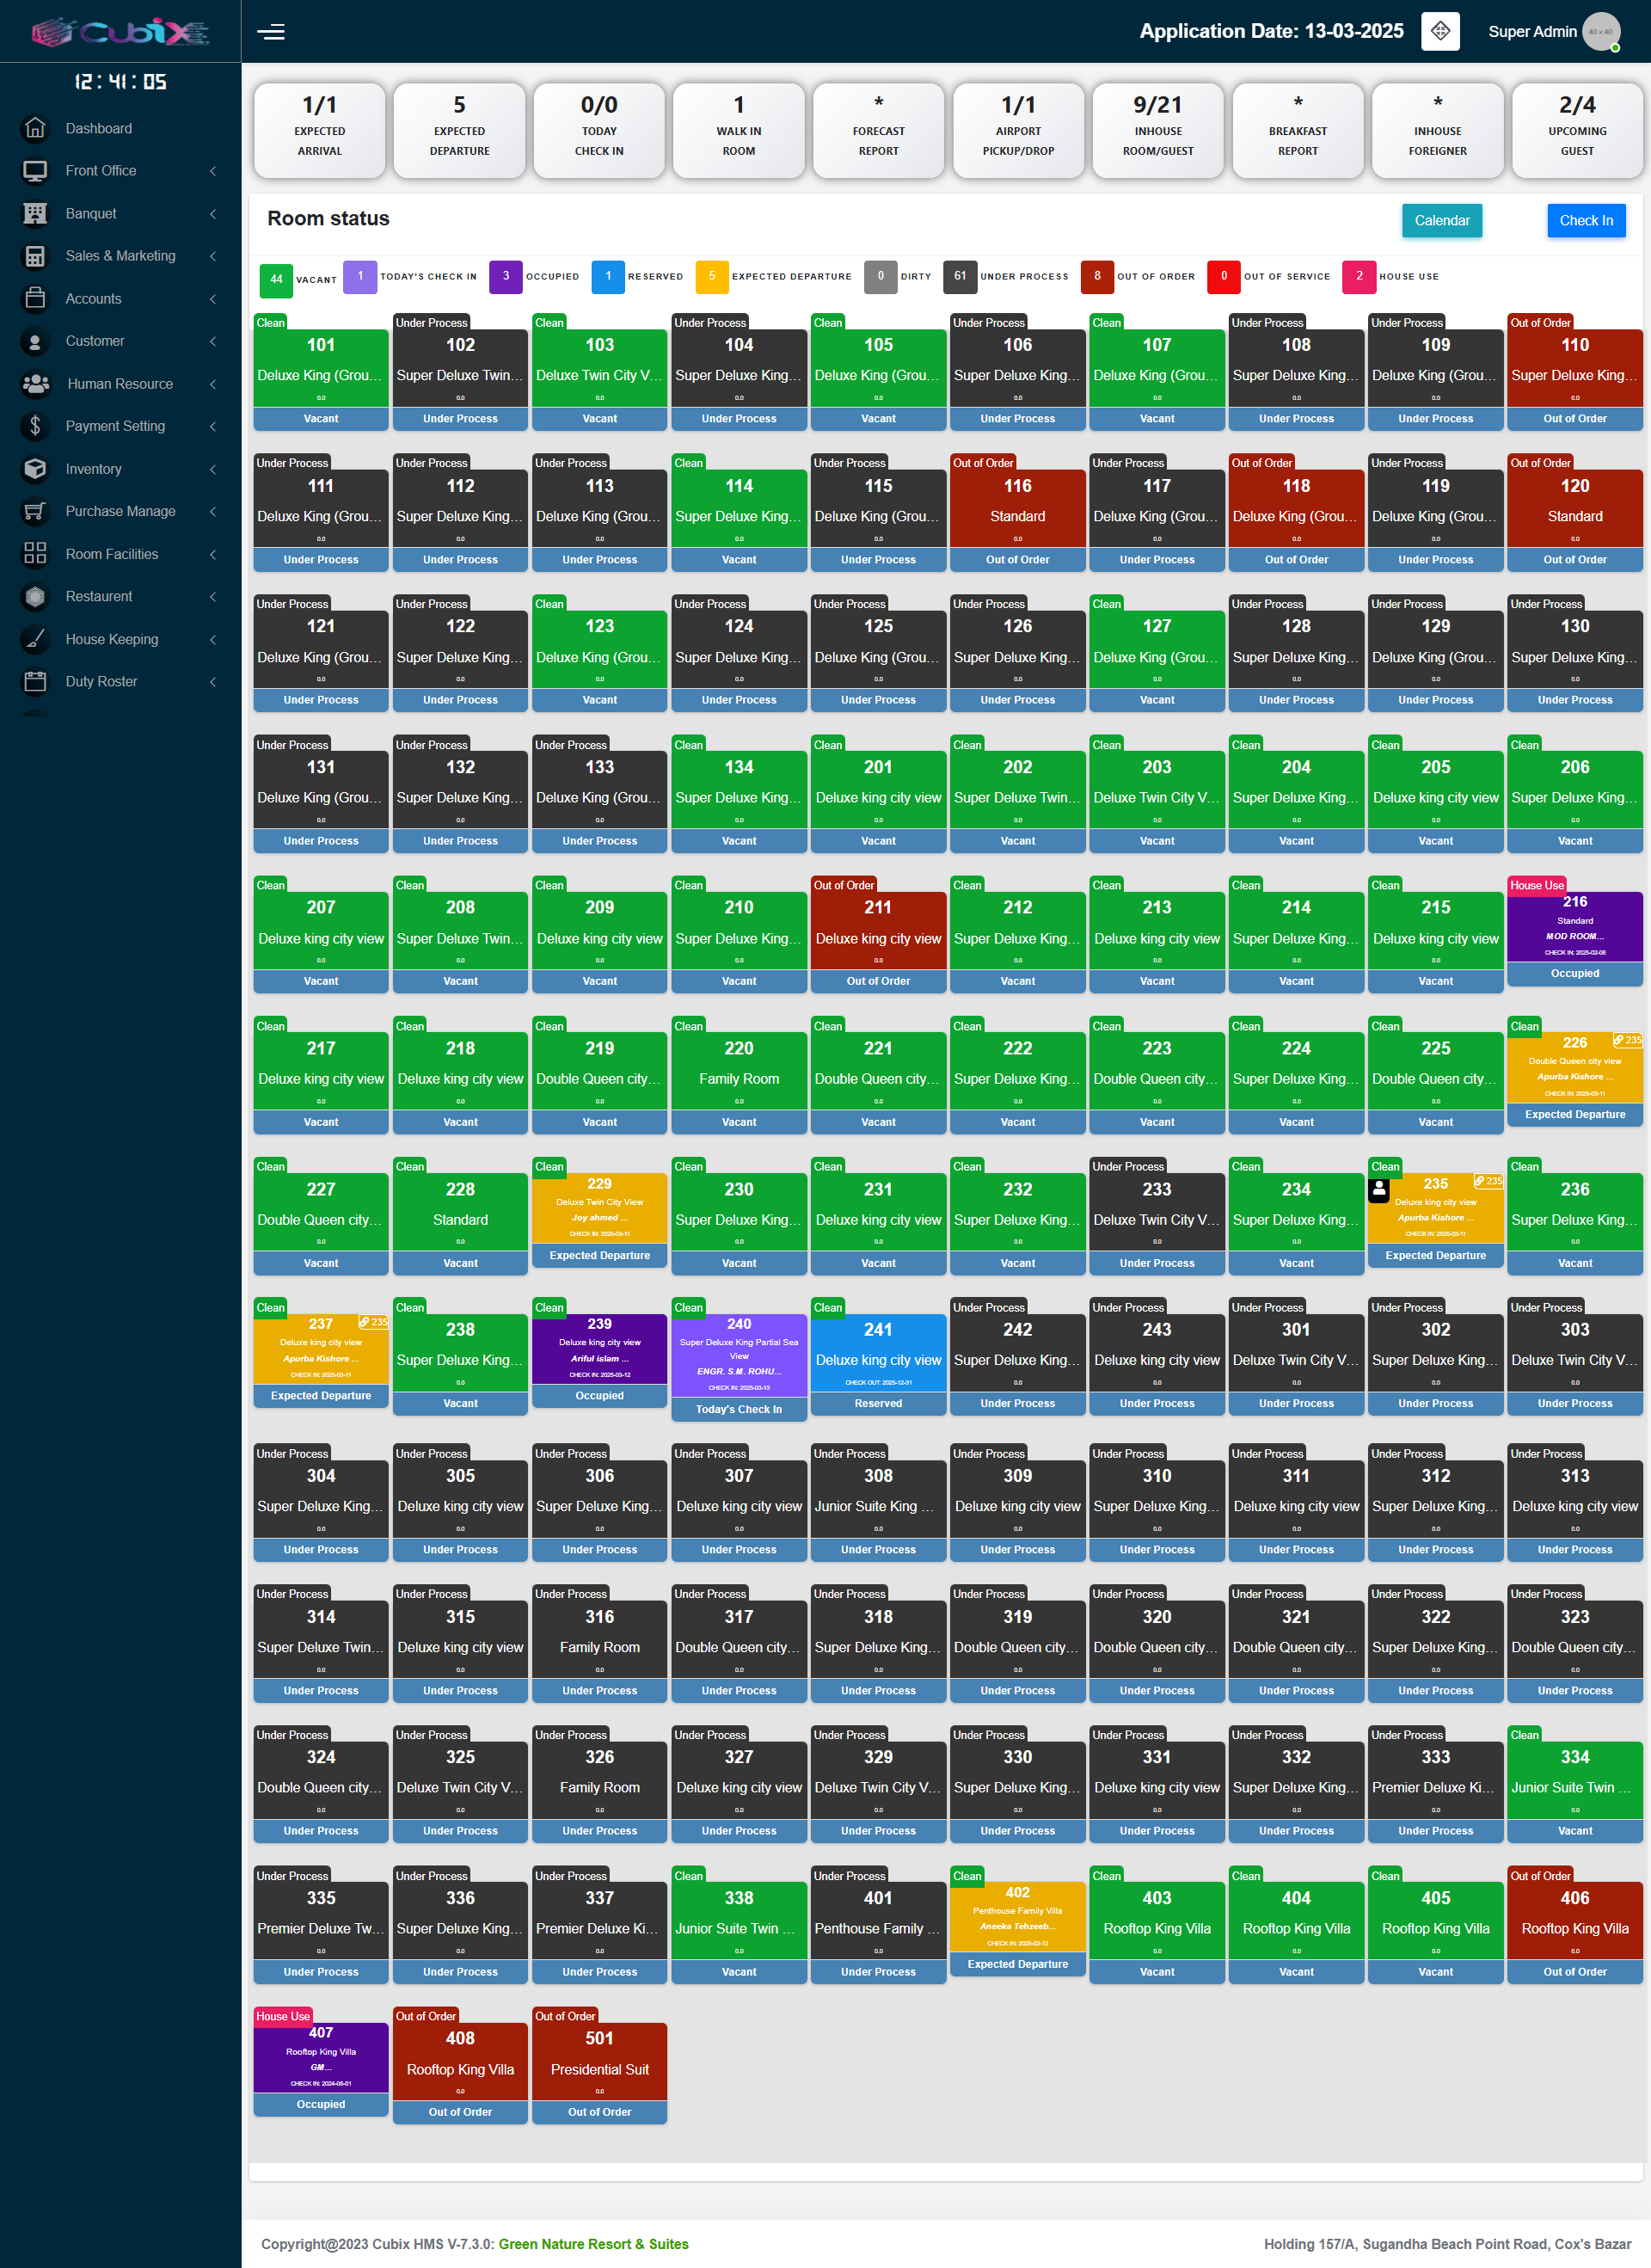 CUBIX
Application Date: 13-03-2025
Super Admin
40 x 40
12:41:05
Dashboard
Front Office
Banquet
Sales & Marketing
Accounts
Customer
Human Resource
Payment Setting
Inventory
Purchase Manage
Room Facilities
Restaurent
House Keeping
Duty Roster
1/1 5 0/0 1 * 1/1 9/21 * * 2/4
EXPECTED EXPECTED TODAY WALK IN FORECAST AIRPORT INHOUSE BREAKFAST INHOUSE UPCOMING
ARRIVAL DEPARTURE CHECK IN ROOM REPORT PICKUP/DROP ROOM/GUEST REPORT FOREIGNER GUEST
Room status Calendar Check In
44 VACANT 1 TODAY'S CHECK IN 3 OCCUPIED 1 RESERVED 5 EXPECTED DEPARTURE 0 DIRTY 61 UNDER PROCESS 8 OUT OF ORDER 0 OUT OF SERVICE 2 HOUSE USE
Clean Under Process Clean Under Process Clean Under Process Clean Under Process Under Process Out of Order
101 102 103 104 105 106 107 108 109 110
Deluxe King (Grou... Super Deluxe Twin... Deluxe Twin City V... Super Deluxe King... Deluxe King (Grou... Super Deluxe King... Deluxe King (Grou... Super Deluxe King... Deluxe King (Grou... Super Deluxe King...
0.0 0.0 0.0 0.0 0.0 0.0 0.0 0.0 0.0 0.0
Vacant Under Process Vacant Under Process Vacant Under Process Vacant Under Process Under Process Out of Order
Under Process Under Process Under Process Clean Under Process Out of Order Under Process Out of Order Under Process Out of Order
111 112 113 114 115 116 117 118 119 120
Deluxe King (Grou... Super Deluxe King... Deluxe King (Grou... Super Deluxe King... Deluxe King (Grou... Standard Deluxe King (Grou... Deluxe King (Grou... Deluxe King (Grou... Standard
0.0 0.0 0.0 0.0 0.0 0.0 0.0 0.0 0.0 0.0
Under Process Under Process Under Process Vacant Under Process Out of Order Under Process Out of Order Under Process Out of Order
Under Process Under Process Clean Under Process Under Process Under Process Clean Under Process Under Process Under Process
121 122 123 124 125 126 127 128 129 130
Deluxe King (Grou... Super Deluxe King... Deluxe King (Grou... Super Deluxe King... Deluxe King (Grou... Super Deluxe King... Deluxe King (Grou... Super Deluxe King... Deluxe King (Grou... Super Deluxe King...
0.0 0.0 0.0 0.0 0.0 0.0 0.0 0.0 0.0 0.0
Under Process Under Process Vacant Under Process Under Process Under Process Vacant Under Process Under Process Under Process
Under Process Under Process Under Process Clean Clean Clean Clean Clean Clean Clean
131 132 133 134 201 202 203 204 205 206
Deluxe King (Grou... Super Deluxe King... Deluxe King (Grou... Super Deluxe King... Deluxe king city view Super Deluxe Twin... Deluxe Twin City V... Super Deluxe King... Deluxe king city view Super Deluxe King...
0.0 0.0 0.0 0.0 0.0 0.0 0.0 0.0 0.0 0.0
Under Process Under Process Under Process Vacant Vacant Vacant Vacant Vacant Vacant Vacant
Clean Clean Clean Clean Out of Order Clean Clean Clean Clean House Use
207 208 209 210 211 212 213 214 215 216
Deluxe king city view Super Deluxe Twin... Deluxe king city view Super Deluxe King... Deluxe king city view Super Deluxe King... Deluxe king city view Super Deluxe King... Deluxe king city view Standard
MOD ROOM...
0.0 0.0 0.0 0.0 0.0 0.0 0.0 0.0 0.0 CHECK IN: 2025-02-08
Vacant Vacant Vacant Vacant Out of Order Vacant Vacant Vacant Vacant Occupied
Clean Clean Clean Clean Clean Clean Clean Clean Clean Clean
217 218 219 220 221 222 223 224 225 226 235
Deluxe king city view Deluxe king city view Double Queen city... Family Room Double Queen city... Super Deluxe King... Double Queen city... Super Deluxe King... Double Queen city... Double Queen city view
Apurba Kishore ...
0.0 0.0 0.0 0.0 0.0 0.0 0.0 0.0 0.0 CHECK IN: 2025-03-11
Vacant Vacant Vacant Vacant Vacant Vacant Vacant Vacant Vacant Expected Departure
Clean Clean Clean Clean Clean Clean Under Process Clean Clean Clean
227 228 229 230 231 232 233 234 235 235 236
Double Queen city... Standard Deluxe Twin City View Super Deluxe King... Deluxe king city view Super Deluxe King... Deluxe Twin City V... Super Deluxe King... Deluxe king city view Super Deluxe King...
Joy ahmed ... Apurba Kishore ...
0.0 0.0 CHECK IN: 2025-03-11 0.0 0.0 0.0 0.0 0.0 CHECK IN: 2025-03-11 0.0
Vacant Vacant Expected Departure Vacant Vacant Vacant Under Process Vacant Expected Departure Vacant
Clean Clean Clean Clean Clean Under Process Under Process Under Process Under Process Under Process
237 235 238 239 240 241 242 243 301 302 303
Deluxe king city view Super Deluxe King... Deluxe king city view Super Deluxe King Partial Sea View Deluxe king city view Super Deluxe King... Deluxe king city view Deluxe Twin City V... Super Deluxe King... Deluxe Twin City V...
Apurba Kishore ... Ariful islam ... ENGR. S.M. ROHU...
CHECK IN: 2025-03-11 0.0 CHECK IN: 2025-03-12 CHECK IN: 2025-03-13 CHECK OUT: 2025-12-31 0.0 0.0 0.0 0.0 0.0
Expected Departure Vacant Occupied Today's Check In Reserved Under Process Under Process Under Process Under Process Under Process
Under Process Under Process Under Process Under Process Under Process Under Process Under Process Under Process Under Process Under Process
304 305 306 307 308 309 310 311 312 313
Super Deluxe King... Deluxe king city view Super Deluxe King... Deluxe king city view Junior Suite King ... Deluxe king city view Super Deluxe King... Deluxe king city view Super Deluxe King... Deluxe king city view
0.0 0.0 0.0 0.0 0.0 0.0 0.0 0.0 0.0 0.0
Under Process Under Process Under Process Under Process Under Process Under Process Under Process Under Process Under Process Under Process
Under Process Under Process Under Process Under Process Under Process Under Process Under Process Under Process Under Process Under Process
314 315 316 317 318 319 320 321 322 323
Super Deluxe Twin... Deluxe king city view Family Room Double Queen city... Super Deluxe King... Double Queen city... Double Queen city... Double Queen city... Super Deluxe King... Double Queen city...
0.0 0.0 0.0 0.0 0.0 0.0 0.0 0.0 0.0 0.0
Under Process Under Process Under Process Under Process Under Process Under Process Under Process Under Process Under Process Under Process
Under Process Under Process Under Process Under Process Under Process Under Process Under Process Under Process Under Process Clean
324 325 326 327 329 330 331 332 333 334
Double Queen city... Deluxe Twin City V... Family Room Deluxe king city view Deluxe Twin City V... Super Deluxe King... Deluxe king city view Super Deluxe King... Premier Deluxe Ki... Junior Suite Twin ...
0.0 0.0 0.0 0.0 0.0 0.0 0.0 0.0 0.0 0.0
Under Process Under Process Under Process Under Process Under Process Under Process Under Process Under Process Under Process Vacant
Under Process Under Process Under Process Clean Under Process Clean Clean Clean Clean Out of Order
335 336 337 338 401 402 403 404 405 406
Premier Deluxe Tw... Super Deluxe King... Premier Deluxe Ki... Junior Suite Twin ... Penthouse Family ... Penthouse Family Villa Rooftop King Villa Rooftop King Villa Rooftop King Villa Rooftop King Villa
Aneeka Tehzeeb...
0.0 0.0 0.0 0.0 0.0 CHECK IN: 2025-03-12 0.0 0.0 0.0 0.0
Under Process Under Process Under Process Vacant Under Process Expected Departure Vacant Vacant Vacant Out of Order
House Use Out of Order Out of Order
407 408 501
Rooftop King Villa Rooftop King Villa Presidential Suit
GM...
CHECK IN: 2024-06-01 0.0 0.0
Occupied Out of Order Out of Order
Copyright@2023 Cubix HMS V-7.3.0: Green Nature Resort & Suites Holding 157/A, Sugandha Beach Point Road, Cox's Bazar